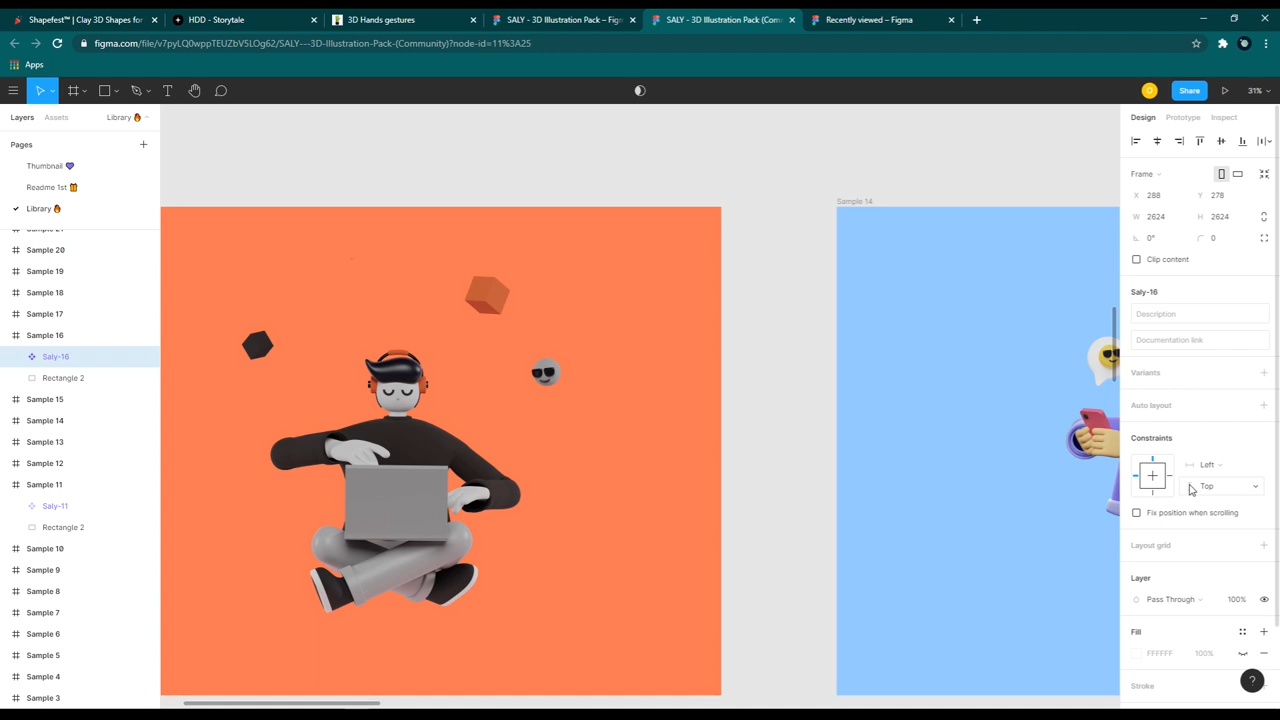 Shapefest™ | Clay 3D Shapes for
HDD - Storytale
3D Hands gestures
SALY - 3D Illustration Pack – Fig
SALY - 3D Illustration Pack (Com
Recently viewed – Figma
figma.com/file/v7pyLQ0wppTEUZbV5LOg62/SALY---3D-Illustration-Pack-(Community)?node-id=11%3A25
Apps
Share
31%
Layers
Assets
Library
Design
Prototype
Inspect
Pages
Thumbnail
Readme 1st
Library
Sample 20
Sample 19
Sample 18
Sample 17
Sample 16
Saly-16
Rectangle 2
Sample 15
Sample 14
Sample 13
Sample 12
Sample 11
Saly-11
Rectangle 2
Sample 10
Sample 9
Sample 8
Sample 7
Sample 6
Sample 5
Sample 4
Sample 3
Sample 14
Frame
X 288 Y 278
W 2624 H 2624
0° 0
Clip content
Saly-16
Description
Documentation link
Variants
Auto layout
Constraints
Left
Top
Fix position when scrolling
Layout grid
Layer
Pass Through 100%
Fill
FFFFFF 100%
Stroke
?